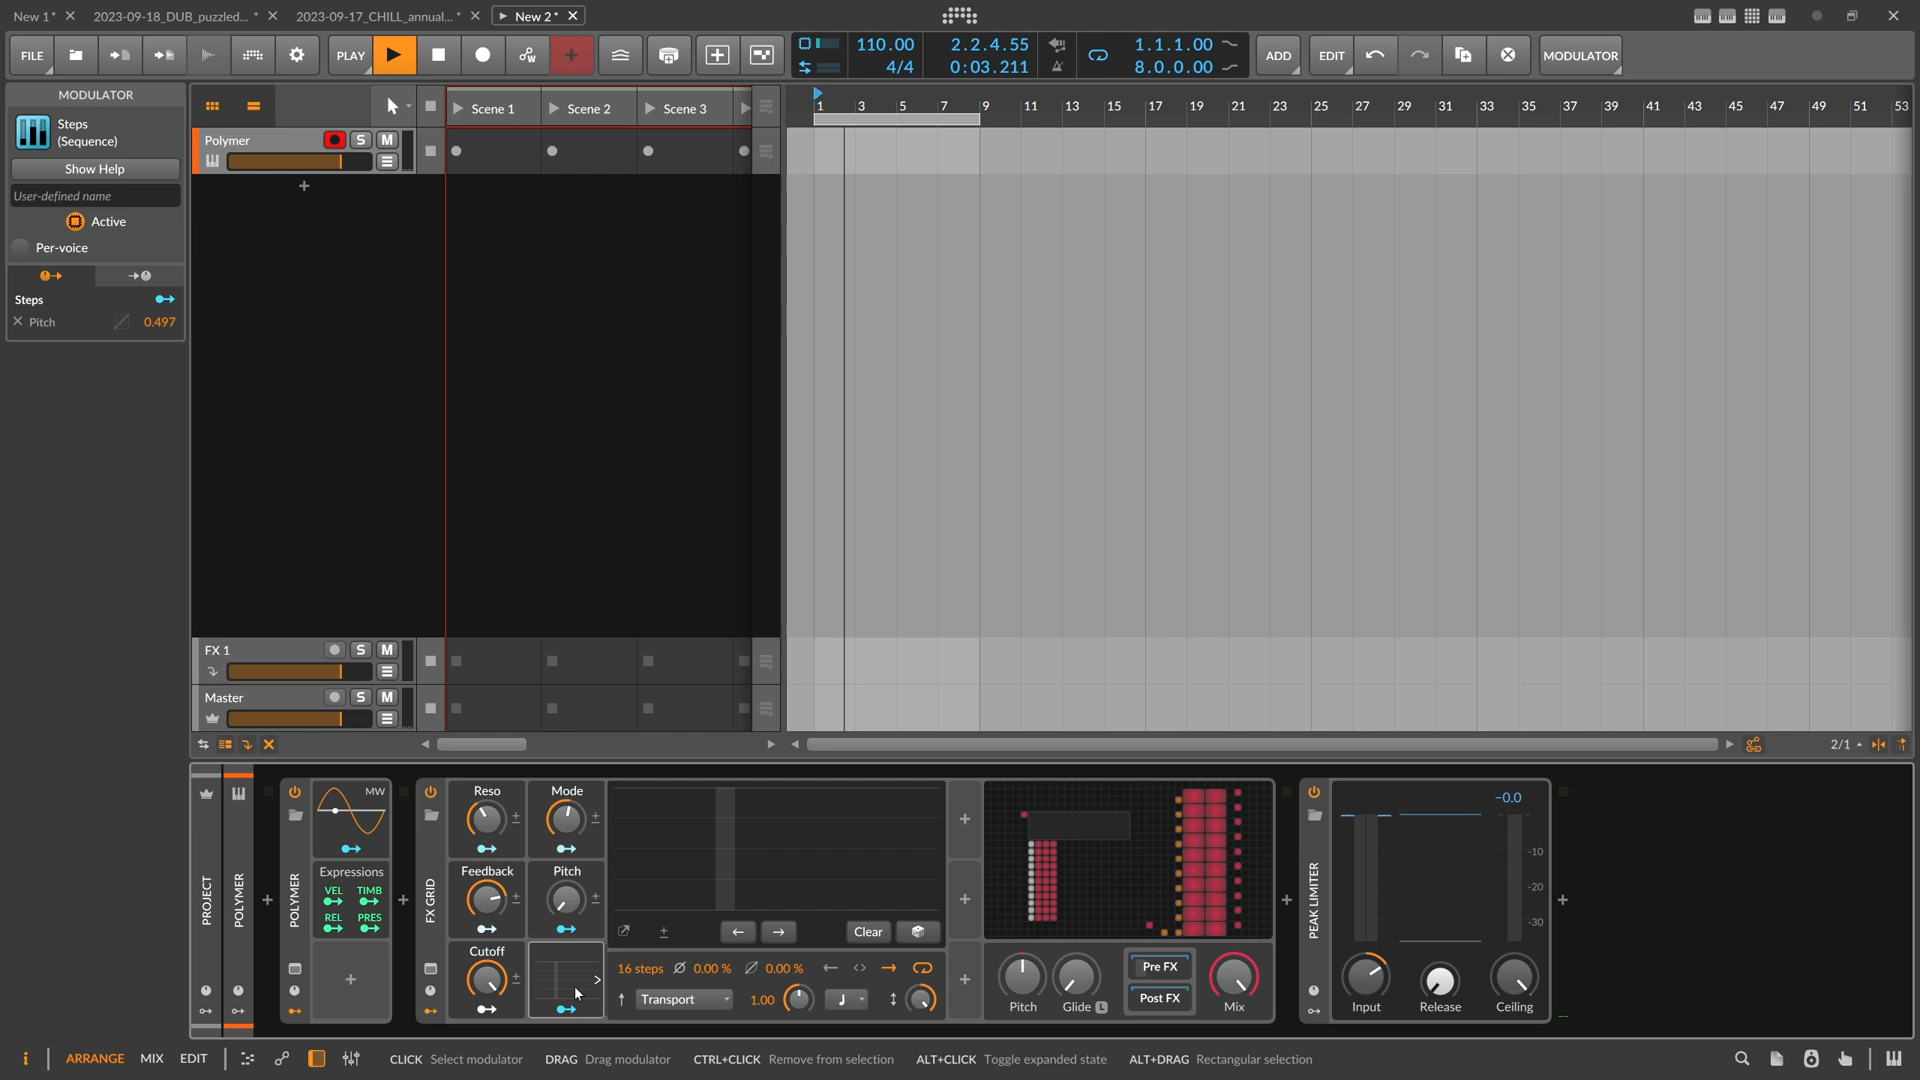 New 1 *
2023-09-18_DUB_puzzled... *
2023-09-17_CHILL_annual... *
New 2 *
FILE
PLAY
110.00
4/4
2.2.4.55
0:03.211
1.1.1.00
8.0.0.00
ADD
EDIT
MODULATOR
MODULATOR
Steps
(Sequence)
Show Help
User-defined name
Active
Per-voice
Steps
Pitch 0.497
Scene 1
Scene 2
Scene 3
1 3 5 7 9 11 13 15 17 19 21 23 25 27 29 31 33 35 37 39 41 43 45 47 49 51 53
Polymer
S M
FX 1
S M
Master
S M
2/1
PROJECT
POLYMER
POLYMER
MW
Expressions
VEL TIMB
REL PRES
FX GRID
Reso
Mode
Feedback
Pitch
Cutoff
Clear
16 steps 0.00 % 0.00 %
Transport
1.00
Pitch
Glide L
Pre FX
Post FX
Mix
PEAK LIMITER
-0.0
-10
-20
-30
Input
Release
Ceiling
i ARRANGE MIX EDIT
CLICK Select modulator DRAG Drag modulator CTRL+CLICK Remove from selection ALT+CLICK Toggle expanded state ALT+DRAG Rectangular selection